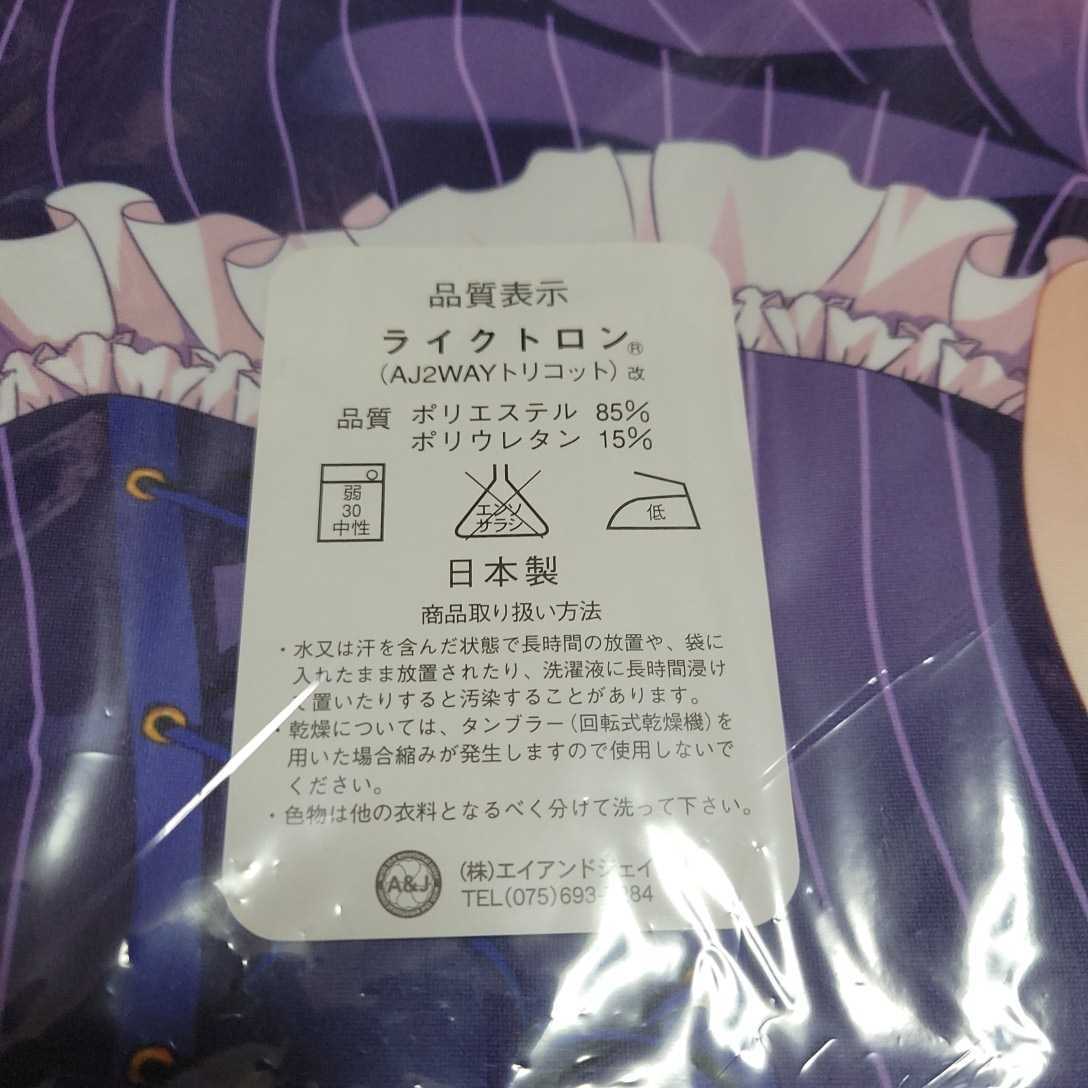 品質表示
ライクトロン®
(AJ2WAYトリコット) 改
品質 ポリエステル 85%
ポリウレタン 15%
弱
30
中性
エンソ
サラシ
低
日本製
商品取り扱い方法
・水又は汗を含んだ状態で長時間の放置や、袋に
入れたまま放置されたり、洗濯液に長時間浸け
て置いたりすると汚染することがあります。
・乾燥については、タンブラー(回転式乾燥機)を
用いた場合縮みが発生しますので使用しないで
ください。
・色物は他の衣料となるべく分けて洗って下さい。
A&J
(株)エイアンドジェイ
TEL(075)693-